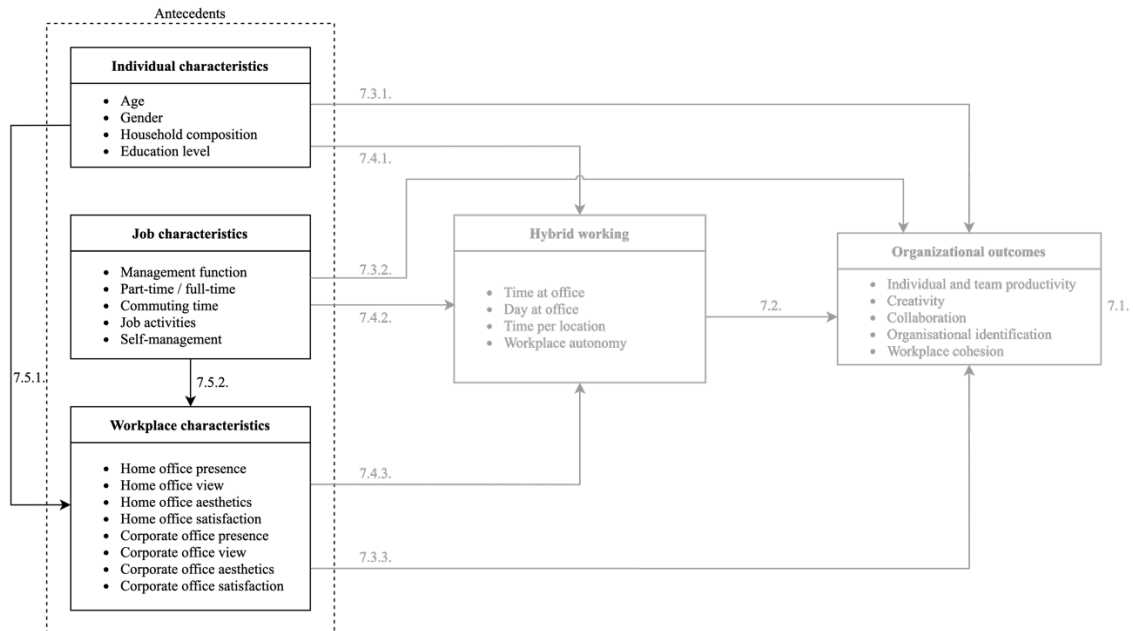 Antecedents
Individual characteristics
• Age
• Gender
• Household composition
• Education level
7.3.1.
7.4.1.
Job characteristics
• Management function
• Part-time / full-time
• Commuting time
• Job activities
• Self-management
7.3.2.
7.4.2.
Hybrid working
• Time at office
• Day at office
• Time per location
• Workplace autonomy
7.2.
Organizational outcomes
• Individual and team productivity
• Creativity
• Collaboration
• Organisational identification
• Workplace cohesion
7.1.
7.5.1.
7.5.2.
Workplace characteristics
• Home office presence
• Home office view
• Home office aesthetics
• Home office satisfaction
• Corporate office presence
• Corporate office view
• Corporate office aesthetics
• Corporate office satisfaction
7.4.3.
7.3.3.